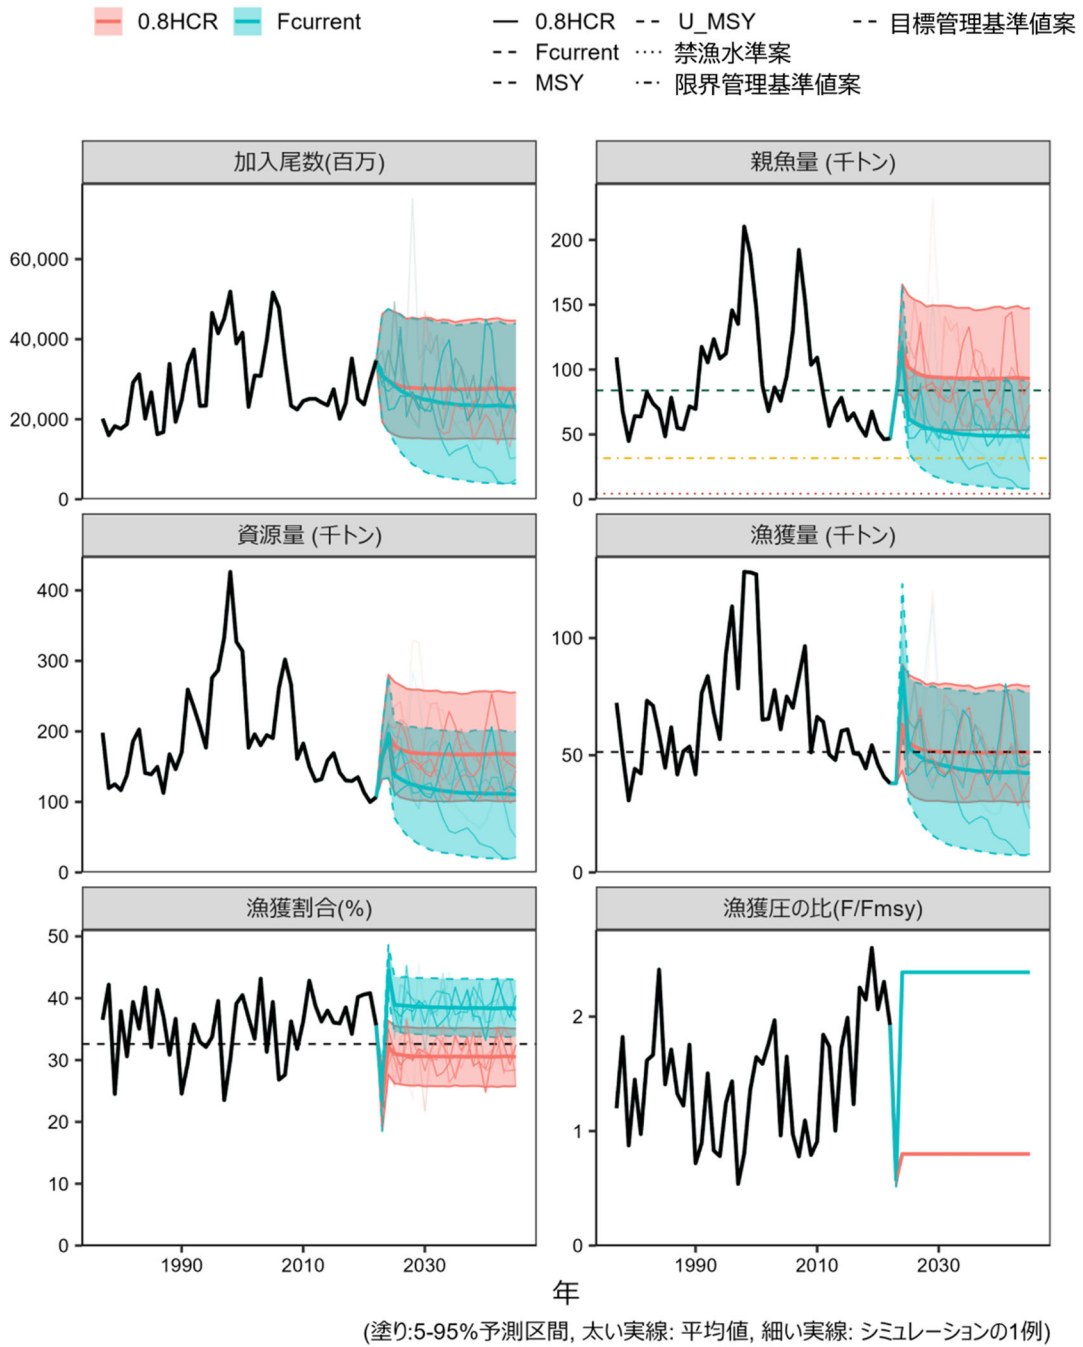 0.8HCR Fcurrent 0.8HCR U_MSY 目標管理基準値案
Fcurrent 禁漁水準案
MSY 限界管理基準値案
加入尾数(百万) 親魚量 (千トン)
60,000
40,000
20,000
0
200
150
100
50
0
資源量 (千トン) 漁獲量 (千トン)
400
300
200
100
0
100
50
0
漁獲割合(%) 漁獲圧の比(F/Fmsy)
50
40
30
20
10
0
2
1
0
1990 2010 2030 1990 2010 2030
年
(塗り:5-95%予測区間, 太い実線: 平均値, 細い実線: シミュレーションの1例)